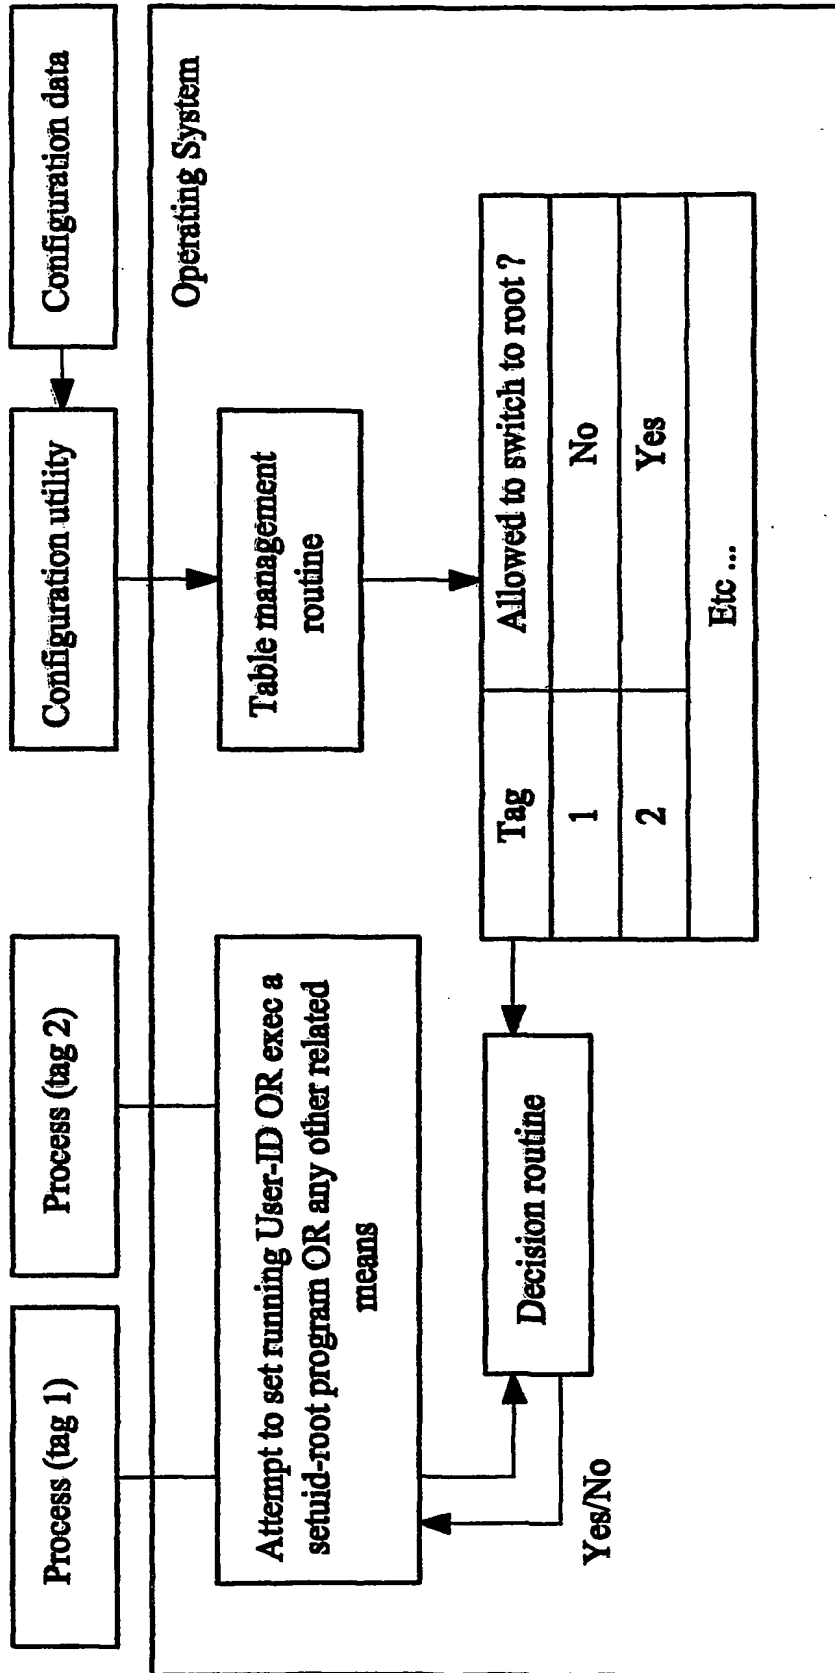 Process (tag 1)
Process (tag 2)
Configuration utility
Configuration data
Operating System
Attempt to set running User-ID OR exec a
setuid-root program OR any other related
means
Table management
routine
Yes/No
Decision routine
Tag
Allowed to switch to root ?
1
No
2
Yes
Etc ...